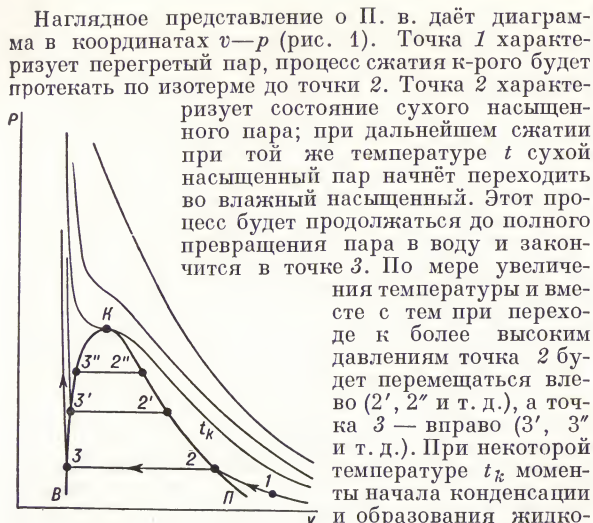 Наглядное представление о П. в. даёт диаграм-
ма в координатах v—p (рис. 1). Точка 1 характе-
ризует перегретый пар, процесс сжатия к-рого будет
протекать по изотерме до точки 2. Точка 2 характе-
ризует состояние сухого насыщен-
ного пара; при дальнейшем сжатии
при той же температуре t сухой
насыщенный пар начнёт переходить
во влажный насыщенный. Этот про-
цесс будет продолжаться до полного
превращения пара в воду и закон-
чится в точке 3. По мере увеличе-
ния температуры и вме-
сте с тем при перехо-
де к более высоким
давлениям точка 2 бу-
дет перемещаться вле-
во (2′, 2″ и т. д.), а точ-
ка 3 — вправо (3′, 3″
и т. д.). При некоторой
температуре tk момен-
ты начала конденсации
и образования жидко-
P
К
3″ 2″
3′ 2′
tk
3 2
1
В П
v